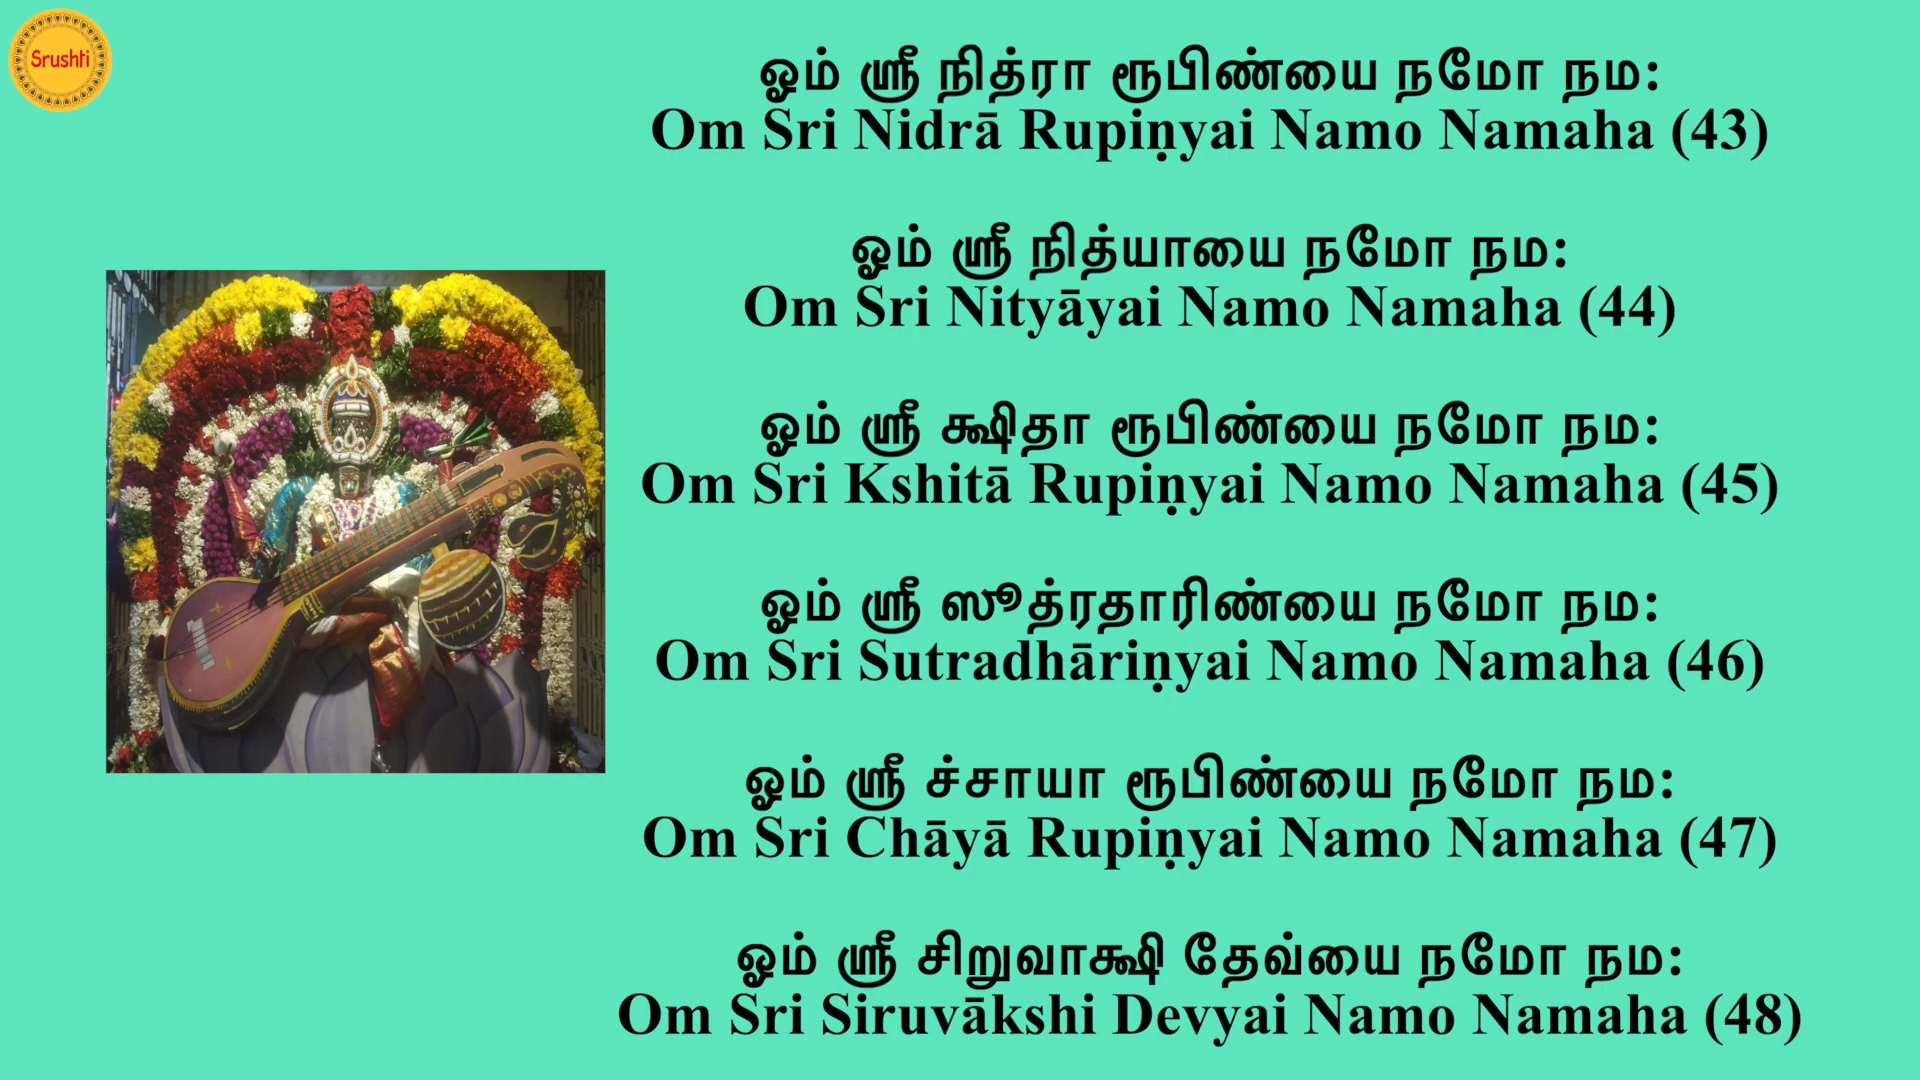 Srushti
ஓம் ஸ்ரீ நித்ரா ரூபிண்யை நமோ நம:
Om Sri Nidrā Rupiṇyai Namo Namaha (43)
ஓம் ஸ்ரீ நித்யாயை நமோ நம:
Om Sri Nityāyai Namo Namaha (44)
ஓம் ஸ்ரீ க்ஷிதா ரூபிண்யை நமோ நம:
Om Sri Kshitā Rupiṇyai Namo Namaha (45)
ஓம் ஸ்ரீ ஸூத்ரதாரிண்யை நமோ நம:
Om Sri Sutradhāriṇyai Namo Namaha (46)
ஓம் ஸ்ரீ ச்சாயா ரூபிண்யை நமோ நம:
Om Sri Chāyā Rupiṇyai Namo Namaha (47)
ஓம் ஸ்ரீ சிறுவாக்ஷி தேவ்யை நமோ நம:
Om Sri Siruvākshi Devyai Namo Namaha (48)